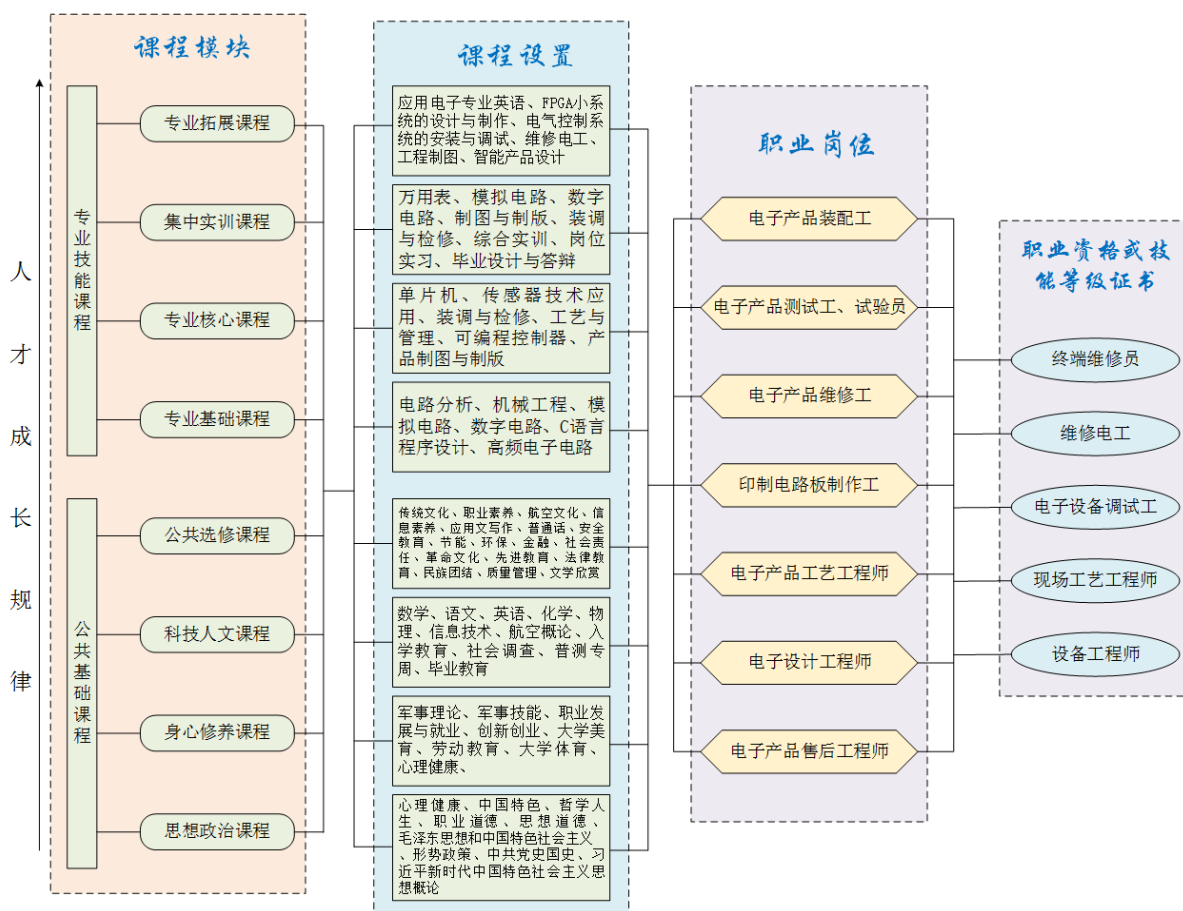 人才成长规律
课程模块
专业技能课程
专业拓展课程
集中实训课程
专业核心课程
专业基础课程
公共基础课程
公共选修课程
科技人文课程
身心修养课程
思想政治课程
课程设置
应用电子专业英语、FPGA小系
统的设计与制作、电气控制系
统的安装与调试、维修电工、
工程制图、智能产品设计
万用表、模拟电路、数字
电路、制图与制版、装调
与检修、综合实训、岗位
实习、毕业设计与答辩
单片机、传感器技术应
用、装调与检修、工艺与
管理、可编程控制器、产
品制图与制版
电路分析、机械工程、模
拟电路、数字电路、C语言
程序设计、高频电子电路
传统文化、职业素养、航空文化、信
息素养、应用文写作、普通话、安全
教育、节能、环保、金融、社会责
任、革命文化、先进教育、法律教
育、民族团结、质量管理、文学欣赏
数学、语文、英语、化学、物
理、信息技术、航空概论、入
学教育、社会调查、普测专
周、毕业教育
军事理论、军事技能、职业发
展与就业、创新创业、大学美
育、劳动教育、大学体育、
心理健康、
心理健康、中国特色、哲学人
生、职业道德、思想道德、
毛泽东思想和中国特色社会主义
、形势政策、中共党史国史、习
近平新时代中国特色社会主义思
想概论
职业岗位
电子产品装配工
电子产品测试工、试验员
电子产品维修工
印制电路板制作工
电子产品工艺工程师
电子设计工程师
电子产品售后工程师
职业资格或技
能等级证书
终端维修员
维修电工
电子设备调试工
现场工艺工程师
设备工程师